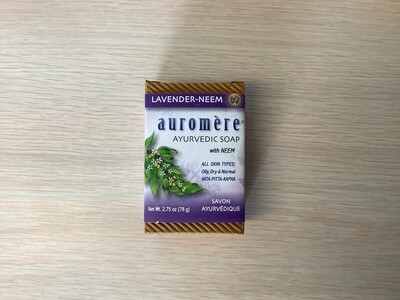 LAVENDER-NEEM
auromère®
AYURVEDIC SOAP
with NEEM
ALL SKIN TYPES:
Oily, Dry & Normal
VATA-PITTA-KAPHA
SAVON
AYURVÉDIQUE
Net Wt. 2.75 oz (78 g)